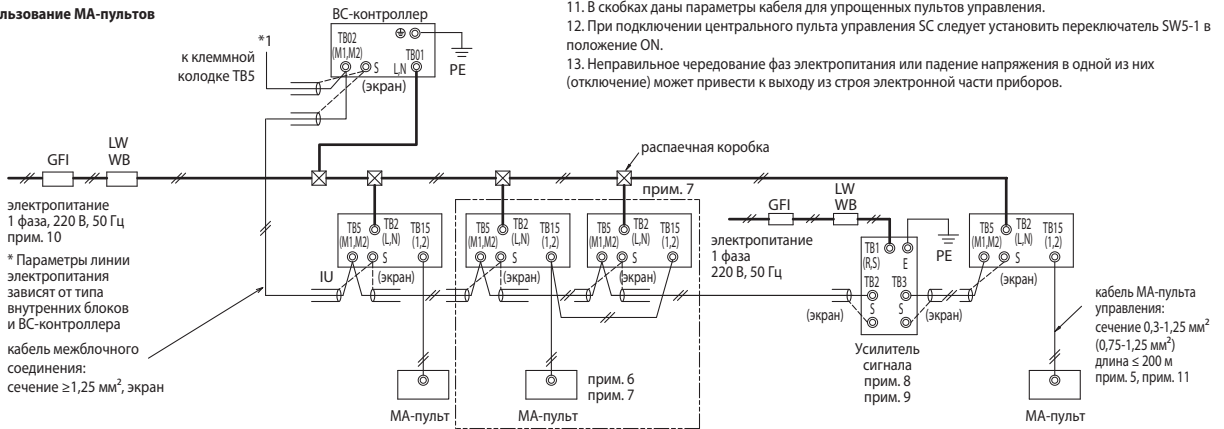 льзование МА-пультов
11. В скобках даны параметры кабеля для упрощенных пультов управления.
12. При подключении центрального пульта управления SC следует установить переключатель SW5-1 в
положение ON.
13. Неправильное чередование фаз электропитания или падение напряжения в одной из них
(отключение) может привести к выходу из строя электронной части приборов.
BC-контроллер
*1
к клеммной
колодке TB5
TB02
(M1,M2)
S
TB01
L,N
(экран)
PE
GFI
LW
WB
распаечная коробка
прим. 7
электропитание
1 фаза, 220 В, 50 Гц
прим. 10
* Параметры линии
электропитания
зависят от типа
внутренних блоков
и BC-контроллера
кабель межблочного
соединения:
сечение ≥1,25 мм², экран
IU
TB5
(M1,M2)
TB2
(L,N)
TB15
(1,2)
S
(экран)
TB5
(M1,M2)
TB2
(L,N)
TB15
(1,2)
S
(экран)
TB5
(M1,M2)
TB2
(L,N)
TB15
(1,2)
S
(экран)
GFI
LW
WB
электропитание
1 фаза
220 В, 50 Гц
TB1
(R,S)
E
PE
TB2
TB3
S
S
(экран)
(экран)
Усилитель
сигнала
прим. 8
прим. 9
TB5
(M1,M2)
TB2
(L,N)
TB15
(1,2)
S
(экран)
кабель МА-пульта
управления:
сечение 0,3-1,25 мм²
(0,75-1,25 мм²)
длина ≤ 200 м
прим. 5, прим. 11
МА-пульт
МА-пульт
прим. 6
прим. 7
МА-пульт